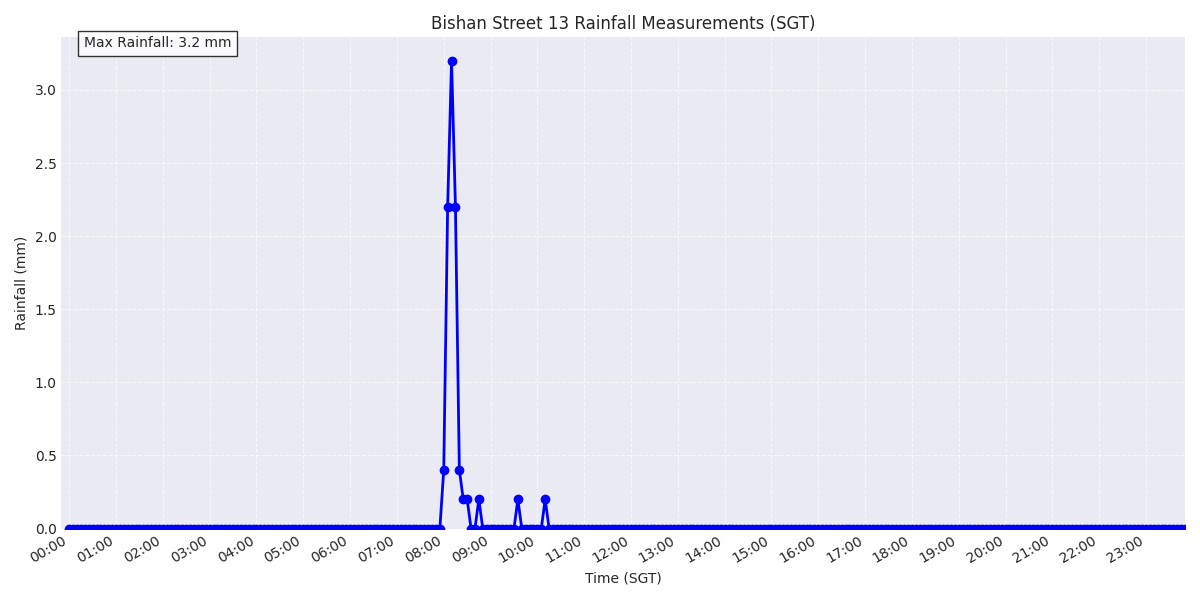 Bishan Street 13 Rainfall Measurements (SGT)
Max Rainfall: 3.2 mm
3.0
2.5
2.0
1.5
1.0
0.5
0.0
Rainfall (mm)
00:00 01:00 02:00 03:00 04:00 05:00 06:00 07:00 08:00 09:00 10:00 11:00 12:00 13:00 14:00 15:00 16:00 17:00 18:00 19:00 20:00 21:00 22:00 23:00
Time (SGT)